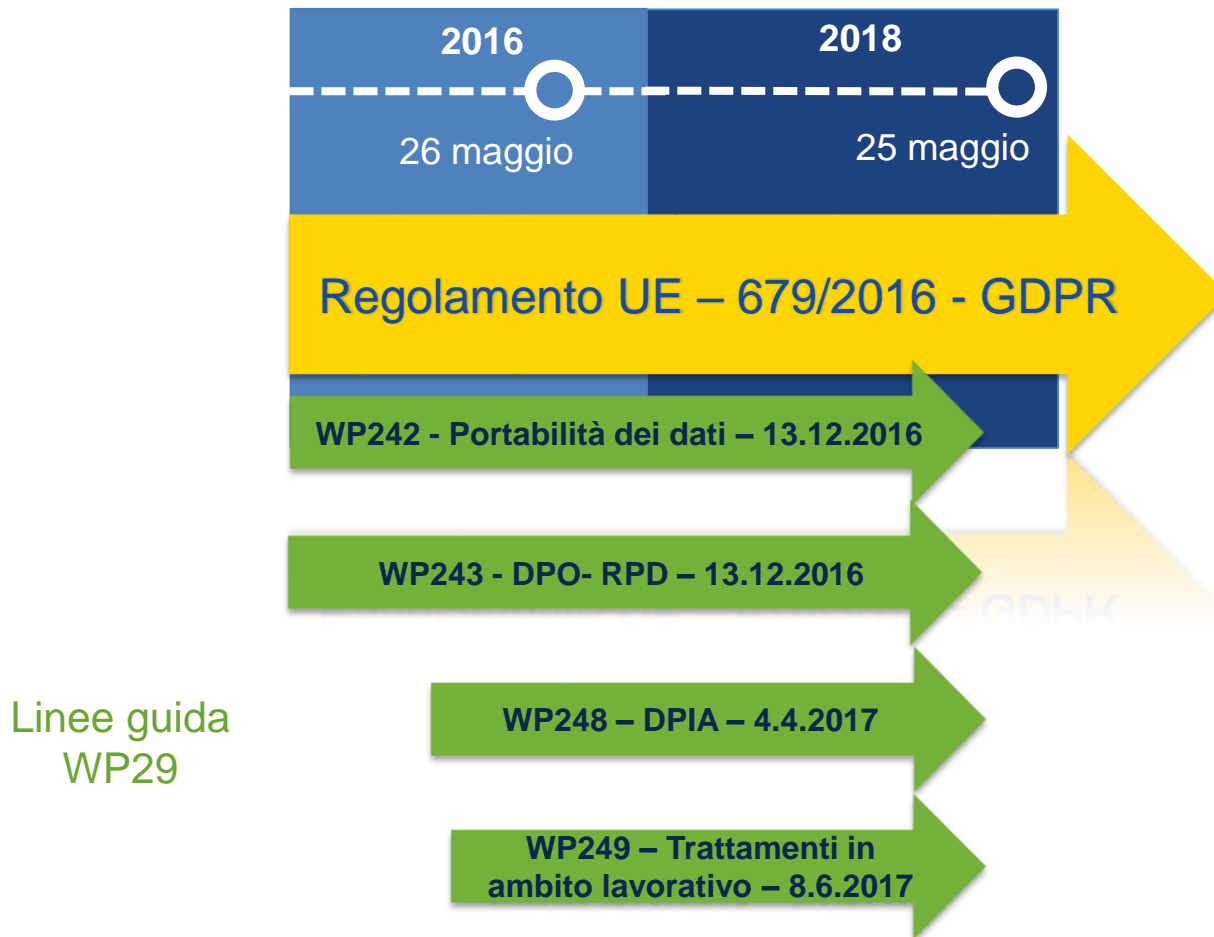 2016
2018
26 maggio
25 maggio
Regolamento UE – 679/2016 - GDPR
WP242 - Portabilità dei dati – 13.12.2016
WP243 - DPO- RPD – 13.12.2016
Linee guida
WP29
WP248 – DPIA – 4.4.2017
WP249 – Trattamenti in
ambito lavorativo – 8.6.2017